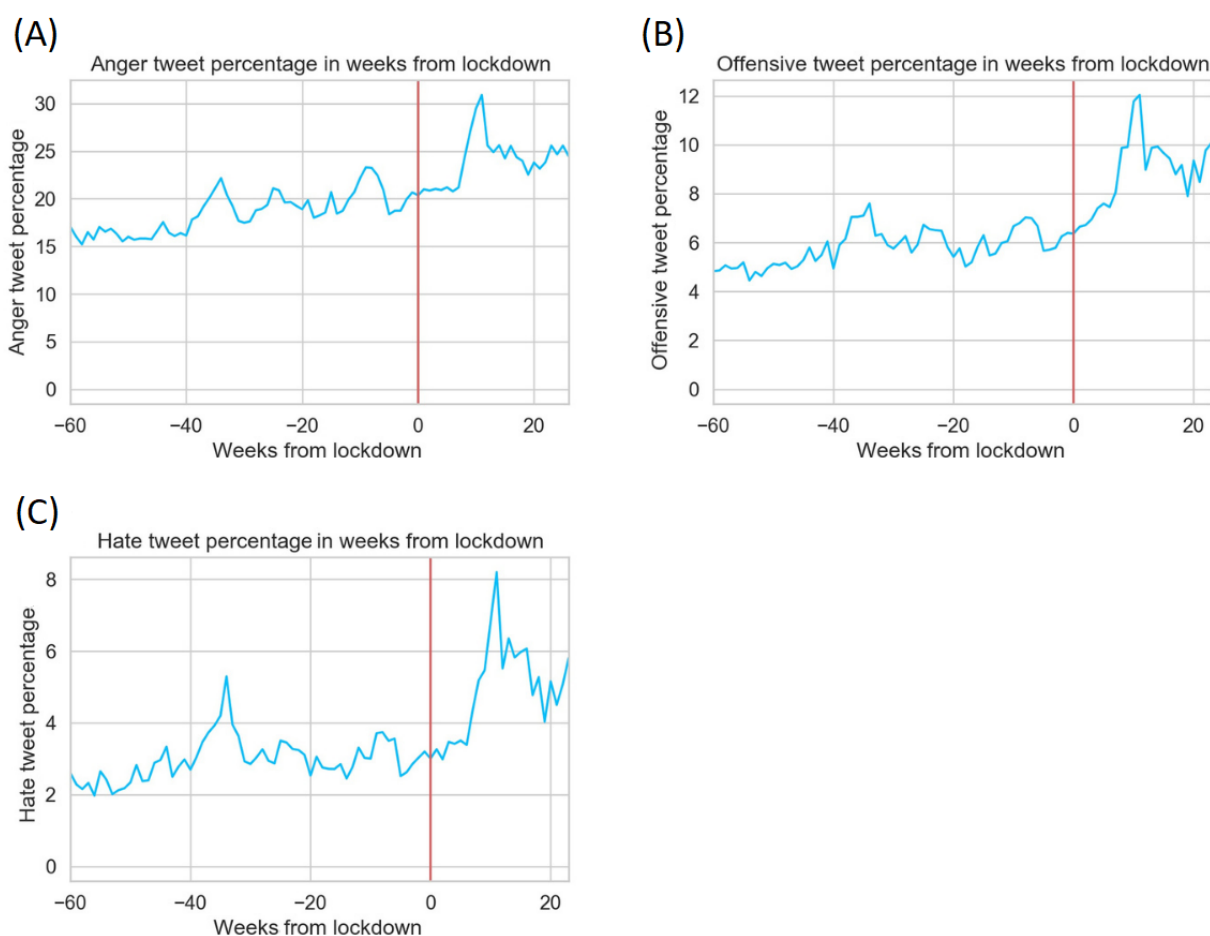 (A)
Anger tweet percentage in weeks from lockdown
Anger tweet percentage
30
25
20
15
10
5
0
−60 −40 −20 0 20
Weeks from lockdown
(B)
Offensive tweet percentage in weeks from lockdown
Offensive tweet percentage
12
10
8
6
4
2
0
−60 −40 −20 0 20
Weeks from lockdown
(C)
Hate tweet percentage in weeks from lockdown
Hate tweet percentage
8
6
4
2
0
−60 −40 −20 0 20
Weeks from lockdown